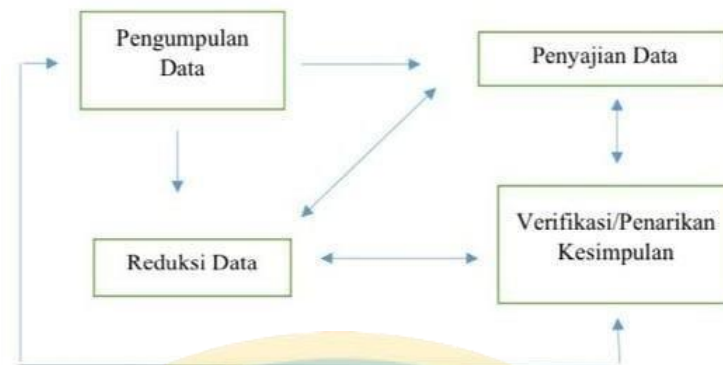 Pengumpulan
Data
Penyajian Data
Reduksi Data
Verifikasi/Penarikan
Kesimpulan